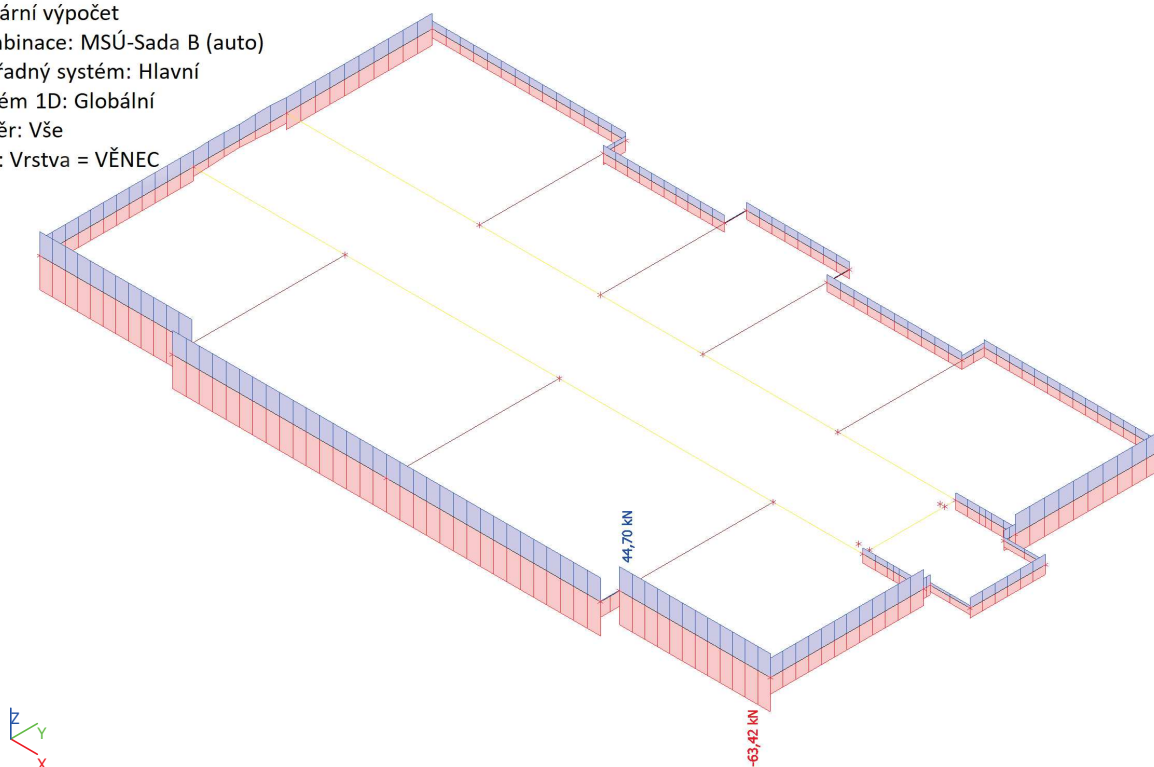 ární výpočet
binace: MSÚ-Sada B (auto)
řadný systém: Hlavní
ém 1D: Globální
ěr: Vše
: Vrstva = VĚNEC
44,70 kN
-63,42 kN
Z
Y
X